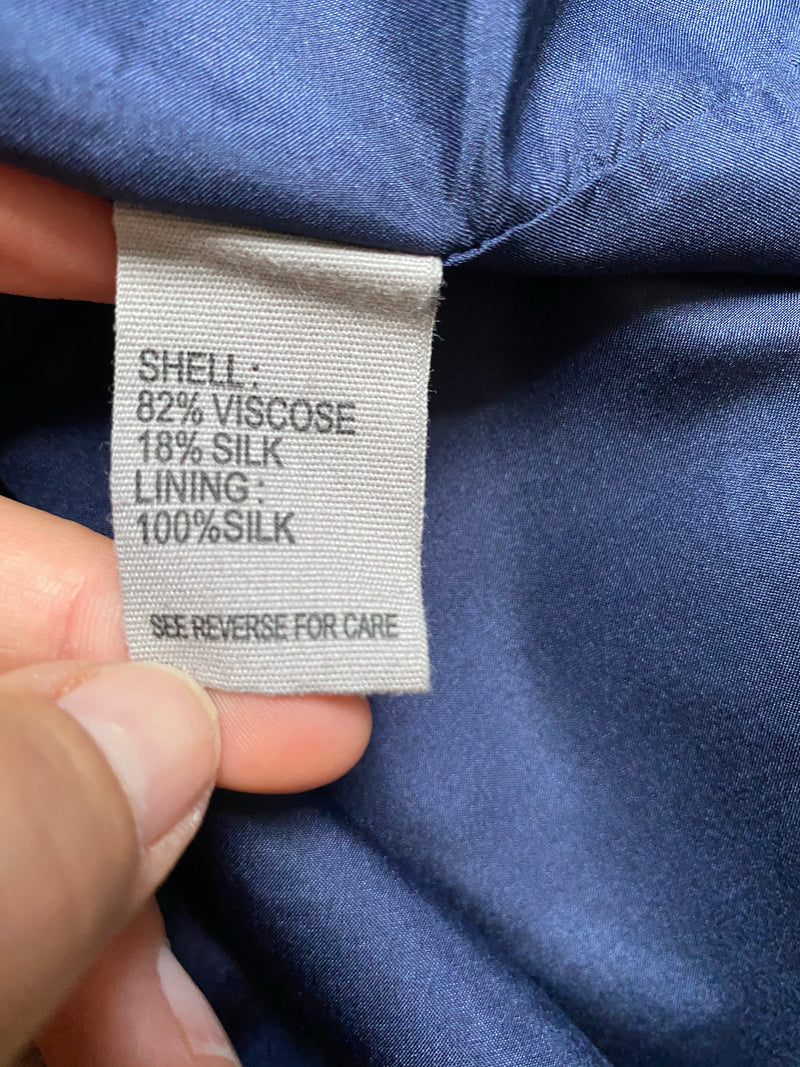 SHELL :
82% VISCOSE
18% SILK
LINING :
100%SILK
SEE REVERSE FOR CARE